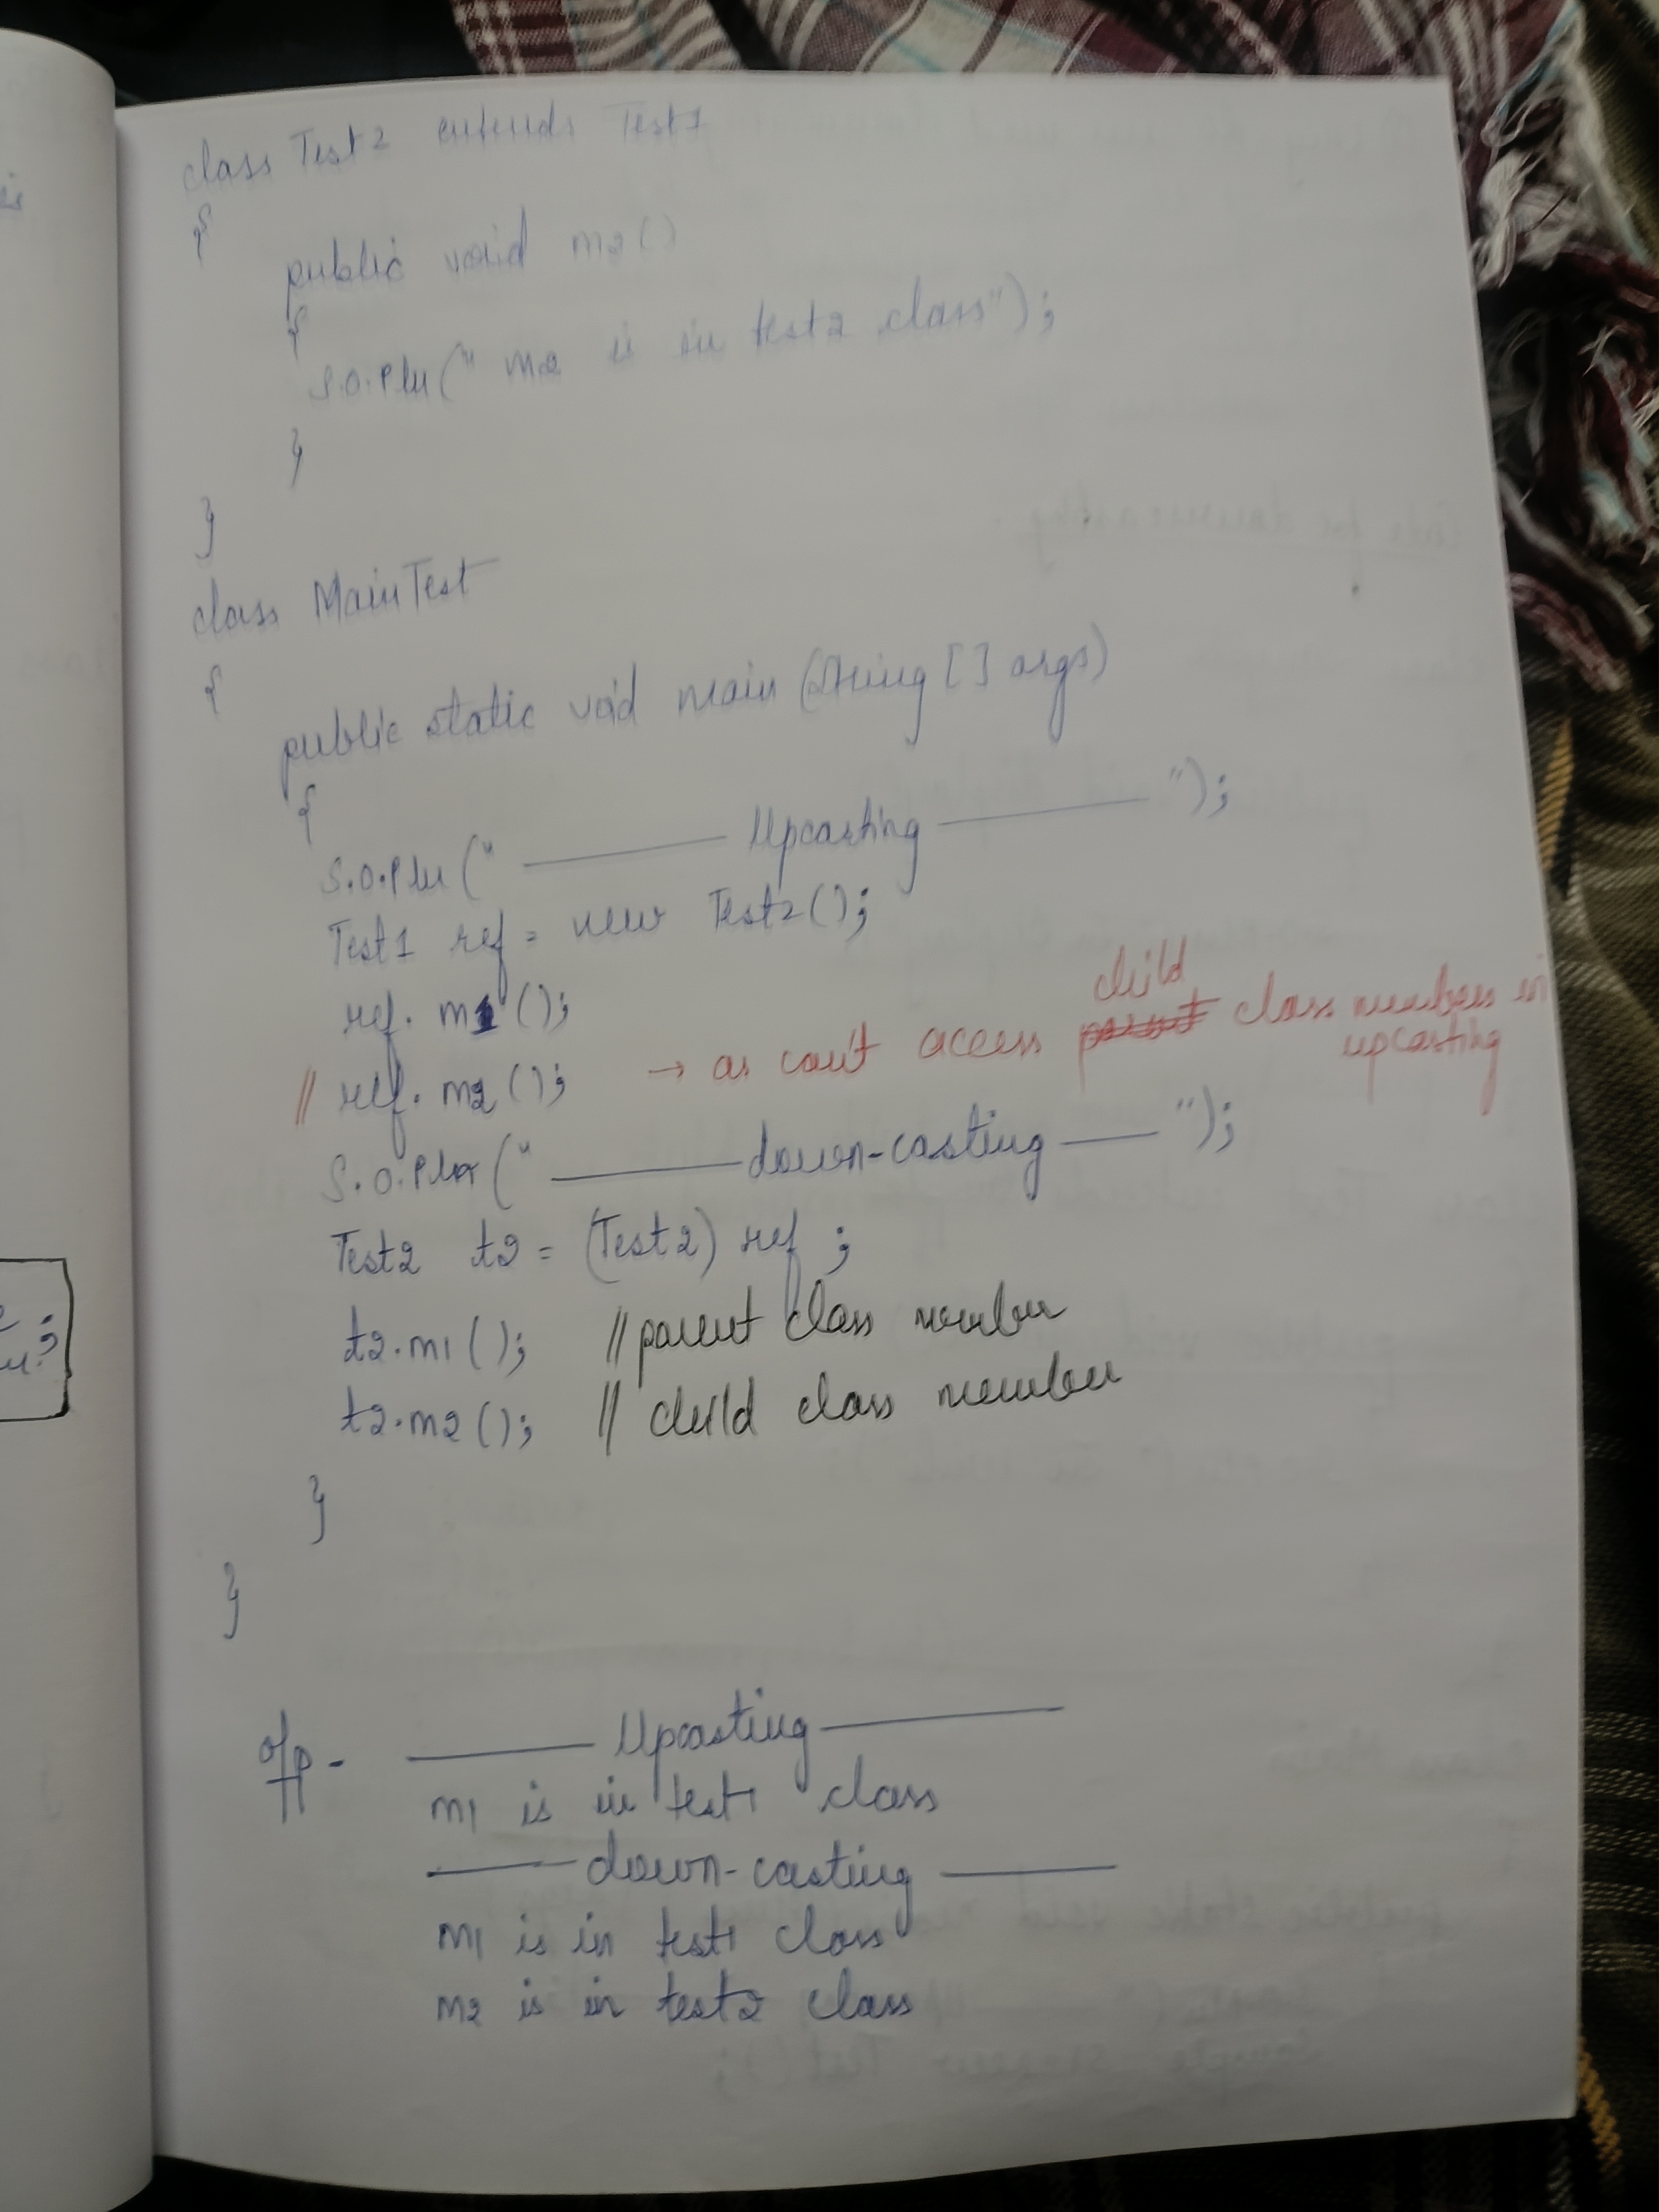 class Test2 extends Test1
{
public void m2()
{
S.O.Pln(" m2 is in test2 class");
}
}
class MainTest
{
public static void main (String [] args)
{
S.O.Pln (" ——— Upcasting ——— ");
Test1 ref = new Test2();
ref. m1 ();
// ref. m2 (); → as can't access child class members in upcasting
S.O.Pln (" ——— down-casting —— ");
Test2 t2 = (Test2) ref ;
t2.m1 (); // parent class member
t2.m2 (); // child class member
}
}
o/p - ——— Upcasting ———
m1 is in test1 class
——— down-casting ———
m1 is in test1 class
m2 is in test2 class